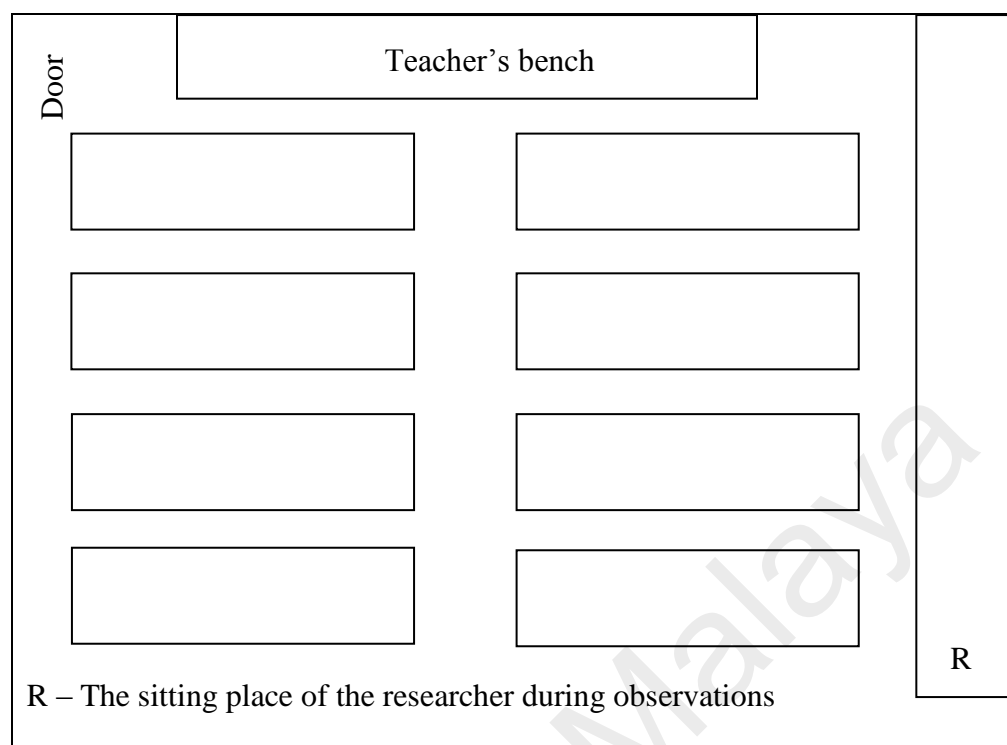 Teacher’s bench
Door
R
R – The sitting place of the researcher during observations
Malaya